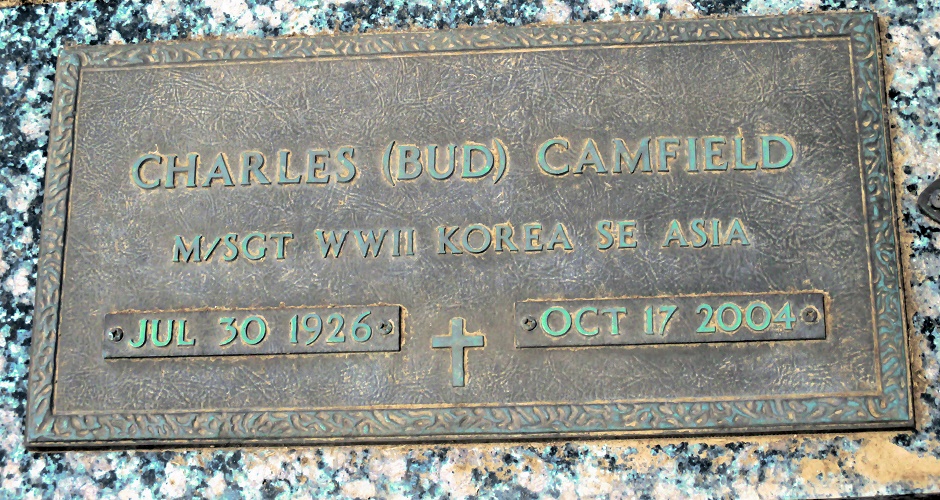 CHARLES (BUD) CAMFIELD
M/SGT WWII KOREA SE ASIA
JUL 30 1926 OCT 17 2004